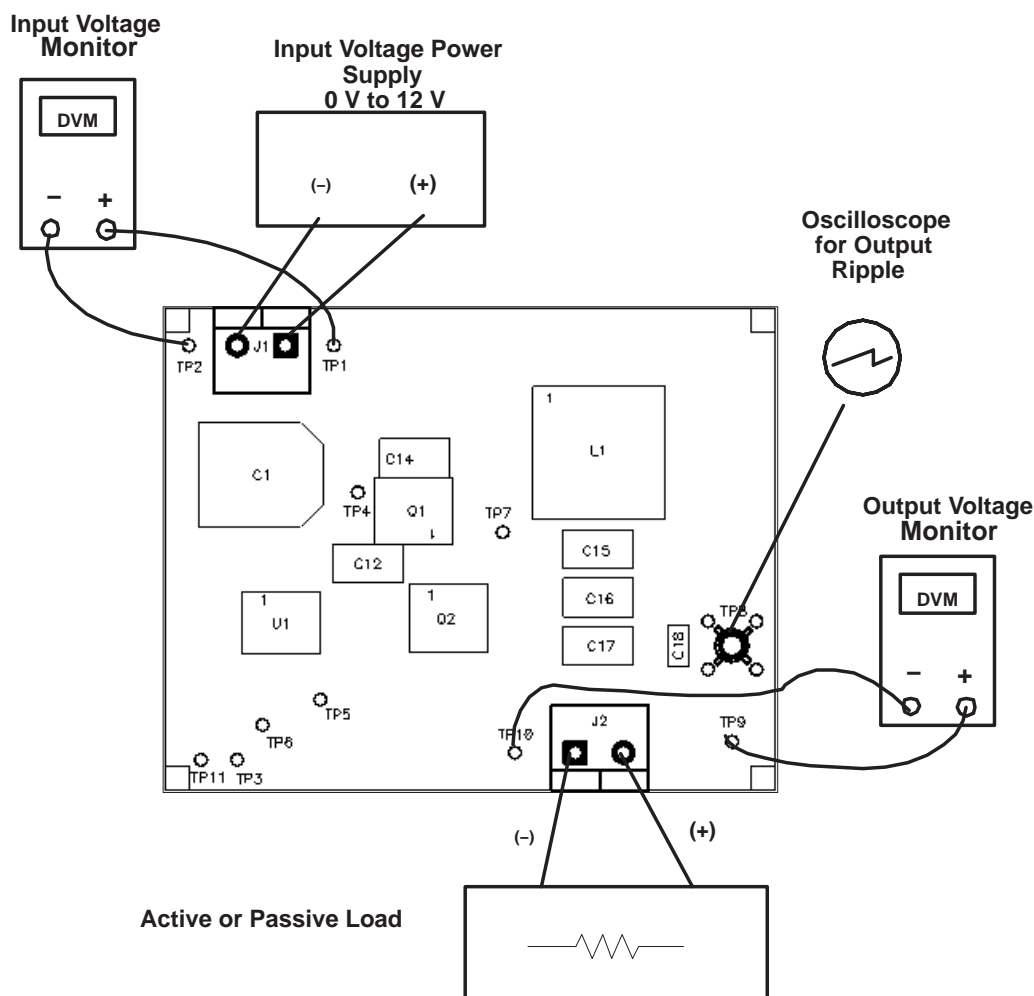 Input Voltage
Monitor
DVM
–
+
Input Voltage Power
Supply
0 V to 12 V
(–)
(+)
Oscilloscope
for Output
Ripple
TP2
J1
TP1
C1
C14
TP4
Q1
1
C12
TP7
1
L1
C15
C16
C17
C18
TP8
1
U1
1
Q2
Output Voltage
Monitor
DVM
–
+
TP5
TP6
TP11
TP3
TP10
J2
TP9
(–)
(+)
Active or Passive Load